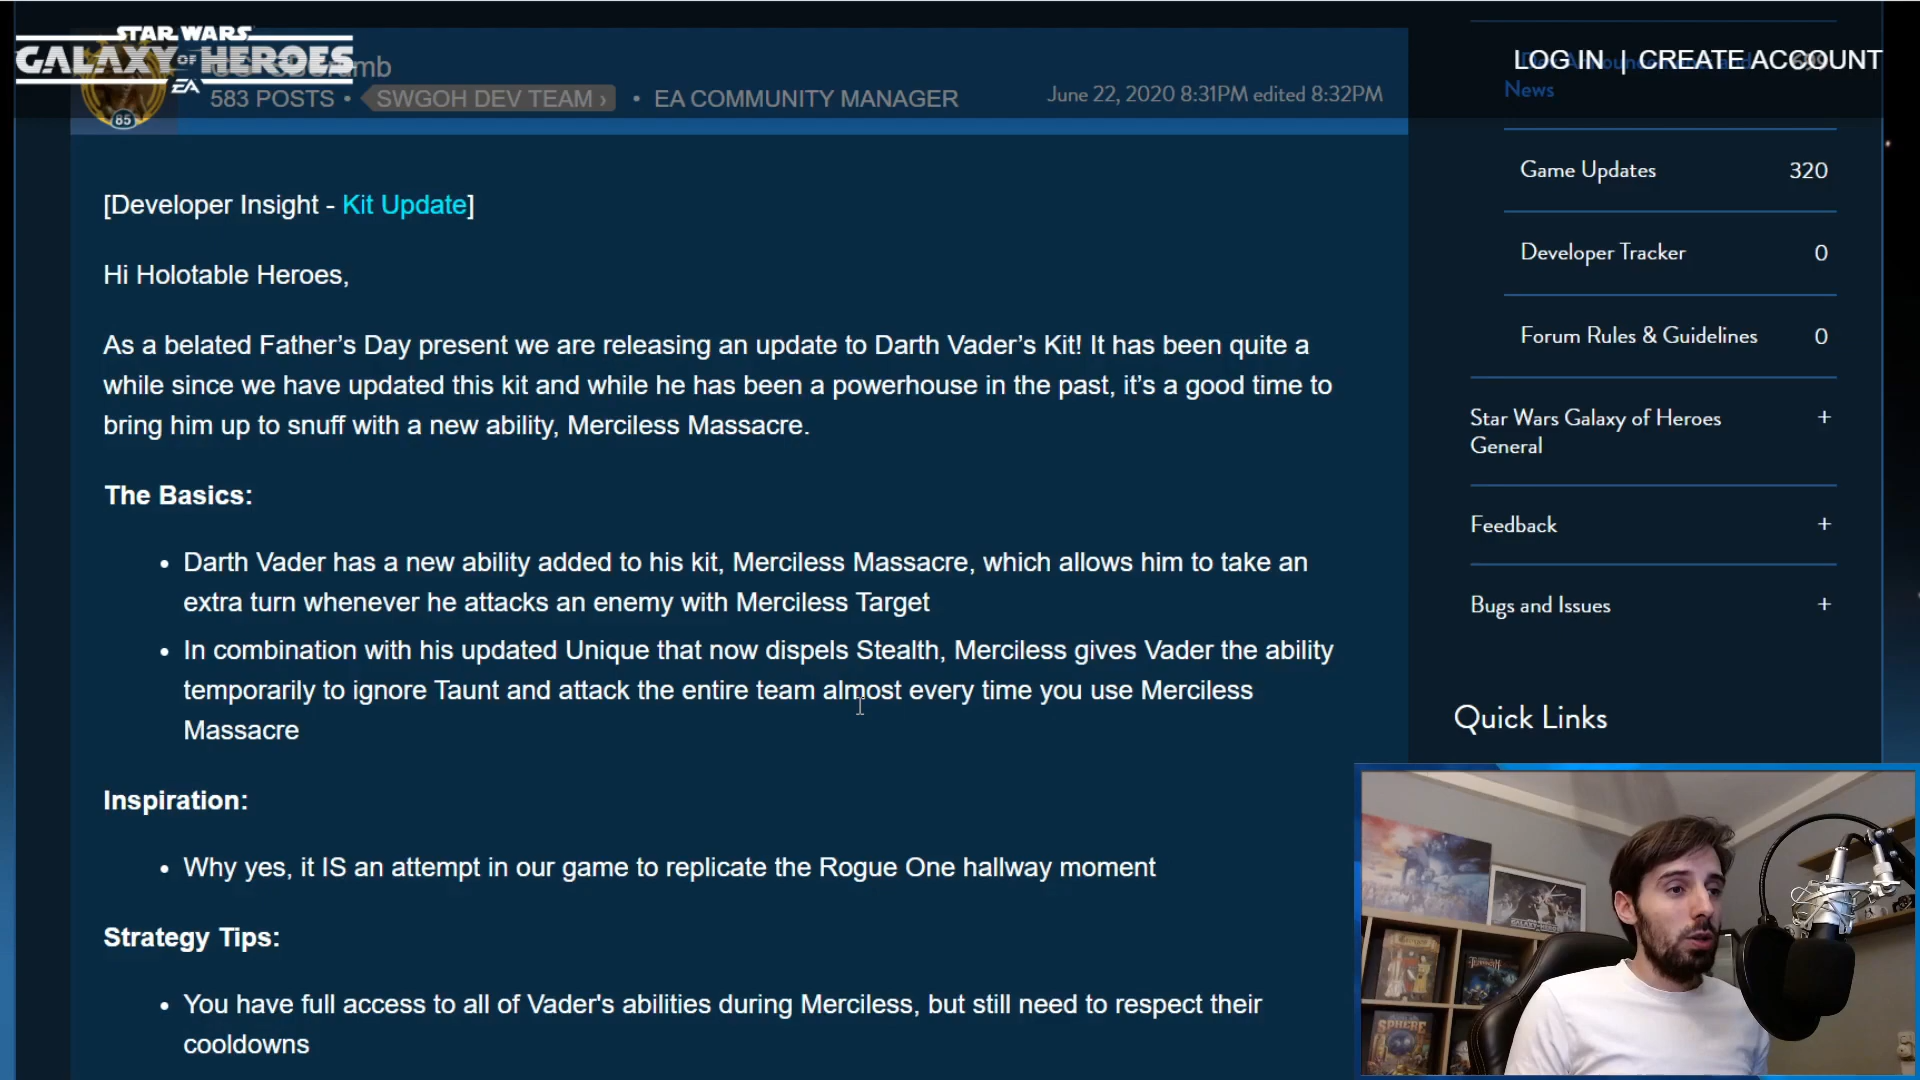 STAR WARS
GALAXY OF HEROES
EA
85
583 POSTS • SWGOH DEV TEAM › • EA COMMUNITY MANAGER
June 22, 2020 8:31PM edited 8:32PM
LOG IN | CREATE ACCOUNT
[Developer Insight - Kit Update]
Hi Holotable Heroes,
As a belated Father’s Day present we are releasing an update to Darth Vader’s Kit! It has been quite a
while since we have updated this kit and while he has been a powerhouse in the past, it’s a good time to
bring him up to snuff with a new ability, Merciless Massacre.
The Basics:
• Darth Vader has a new ability added to his kit, Merciless Massacre, which allows him to take an
extra turn whenever he attacks an enemy with Merciless Target
• In combination with his updated Unique that now dispels Stealth, Merciless gives Vader the ability
temporarily to ignore Taunt and attack the entire team almost every time you use Merciless
Massacre
Inspiration:
• Why yes, it IS an attempt in our game to replicate the Rogue One hallway moment
Strategy Tips:
• You have full access to all of Vader's abilities during Merciless, but still need to respect their
cooldowns
News
Game Updates 320
Developer Tracker 0
Forum Rules & Guidelines 0
Star Wars Galaxy of Heroes +
General
Feedback +
Bugs and Issues +
Quick Links
SPHERE